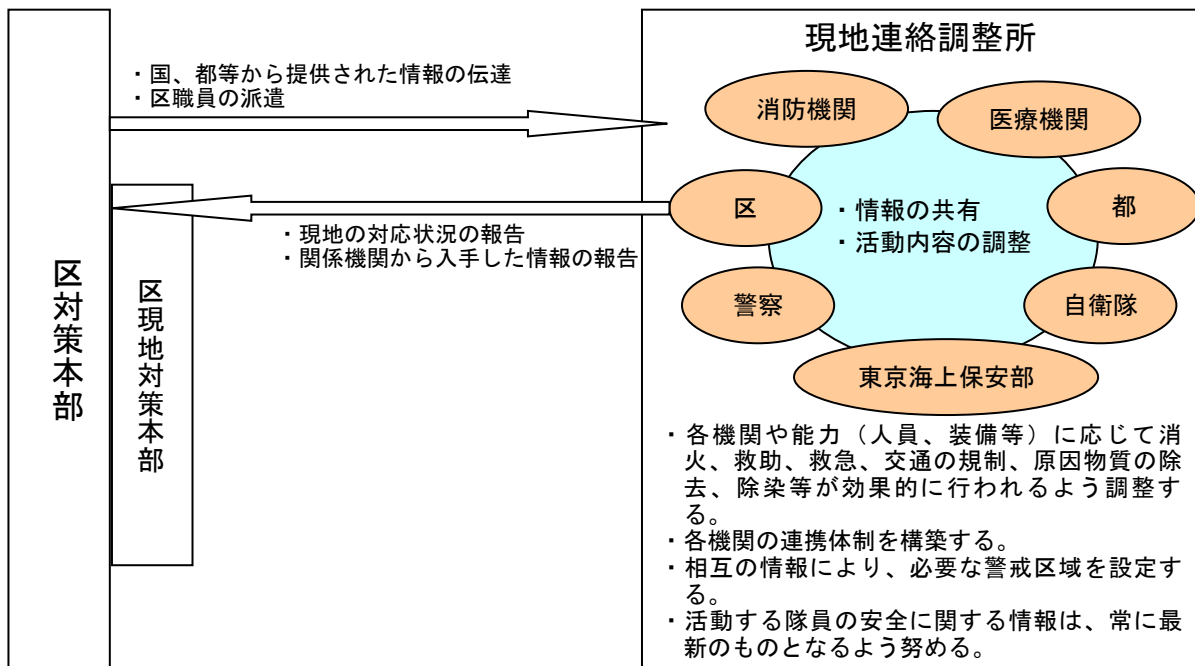 区対策本部
区現地対策本部
・国、都等から提供された情報の伝達
・区職員の派遣
・現地の対応状況の報告
・関係機関から入手した情報の報告
現地連絡調整所
消防機関
医療機関
区
都
・情報の共有
・活動内容の調整
警察
自衛隊
東京海上保安部
・各機関や能力（人員、装備等）に応じて消
火、救助、救急、交通の規制、原因物質の除
去、除染等が効果的に行われるよう調整す
る。
・各機関の連携体制を構築する。
・相互の情報により、必要な警戒区域を設定す
る。
・活動する隊員の安全に関する情報は、常に最
新のものとなるよう努める。